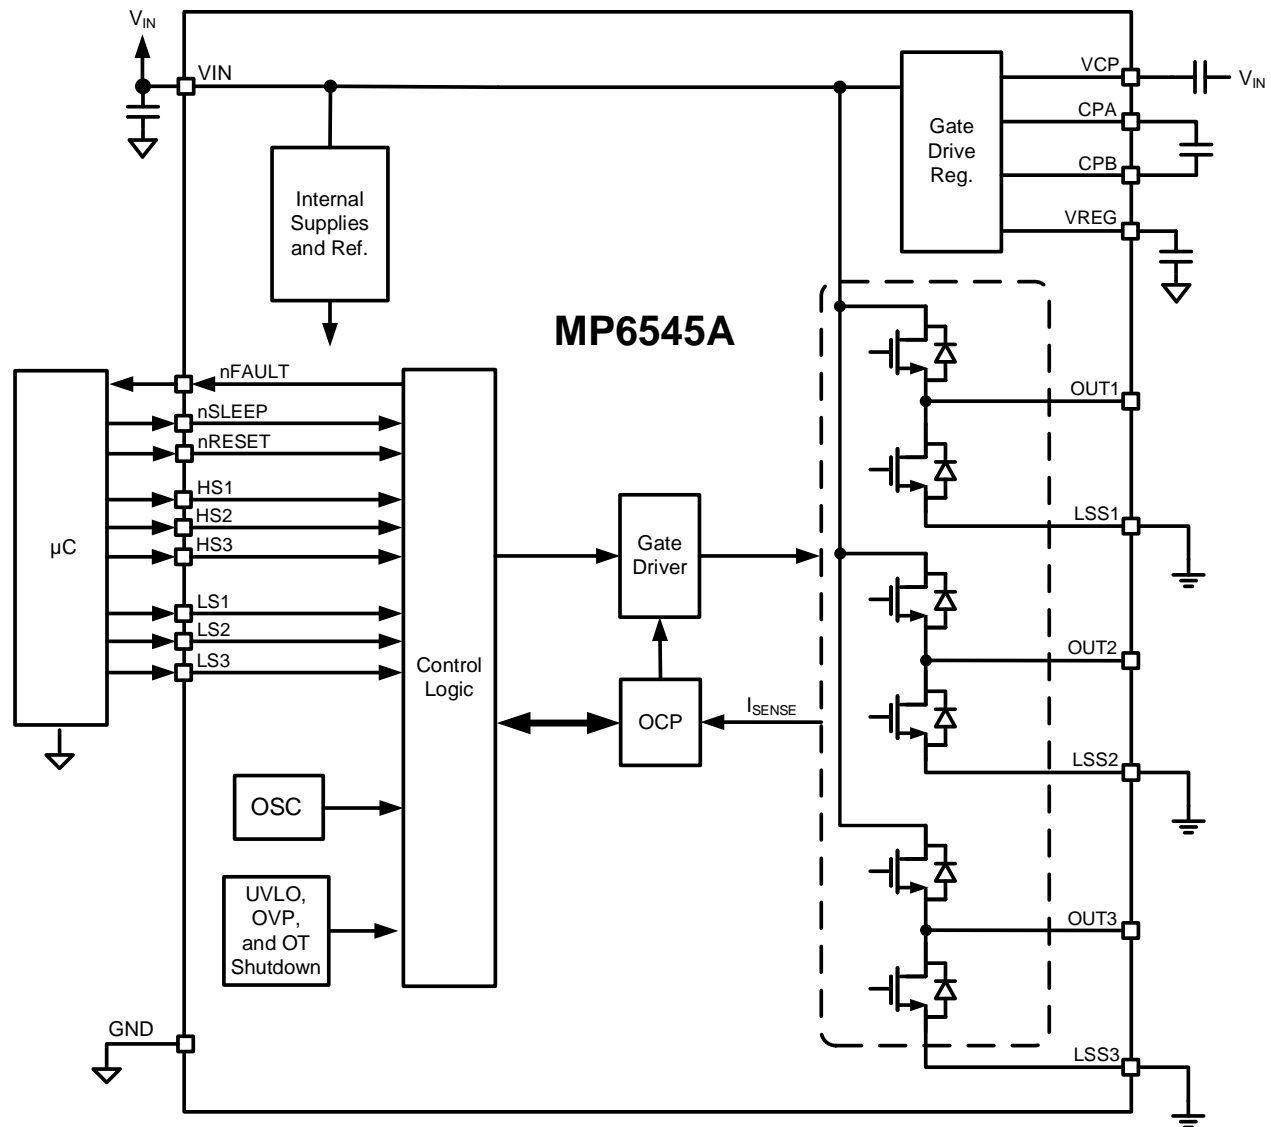 VIN
VIN
VCP
VIN
CPA
Gate
Drive
Reg.
CPB
VREG
Internal
Supplies
and Ref.
MP6545A
nFAULT
nSLEEP
nRESET
HS1
HS2
HS3
LS1
LS2
LS3
µC
Control
Logic
Gate
Driver
OCP
ISENSE
OSC
UVLO,
OVP,
and OT
Shutdown
GND
OUT1
LSS1
OUT2
LSS2
OUT3
LSS3